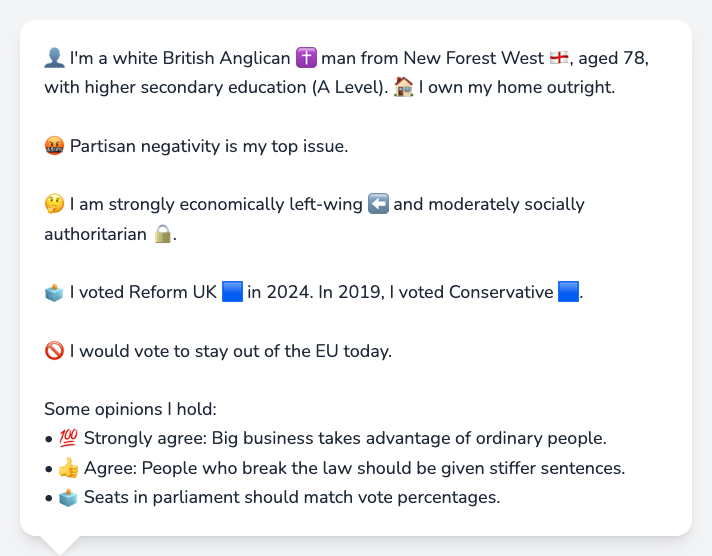 👤 I'm a white British Anglican ✝️ man from New Forest West 🏴󠁧󠁢󠁥󠁮󠁧󠁿, aged 78,
with higher secondary education (A Level). 🏠 I own my home outright.
🤬 Partisan negativity is my top issue.
🤔 I am strongly economically left-wing ⬅️ and moderately socially
authoritarian 🔒.
🗳️ I voted Reform UK 🟦 in 2024. In 2019, I voted Conservative 🟦.
🚫 I would vote to stay out of the EU today.
Some opinions I hold:
• 💯 Strongly agree: Big business takes advantage of ordinary people.
• 👍 Agree: People who break the law should be given stiffer sentences.
• 🗳️ Seats in parliament should match vote percentages.